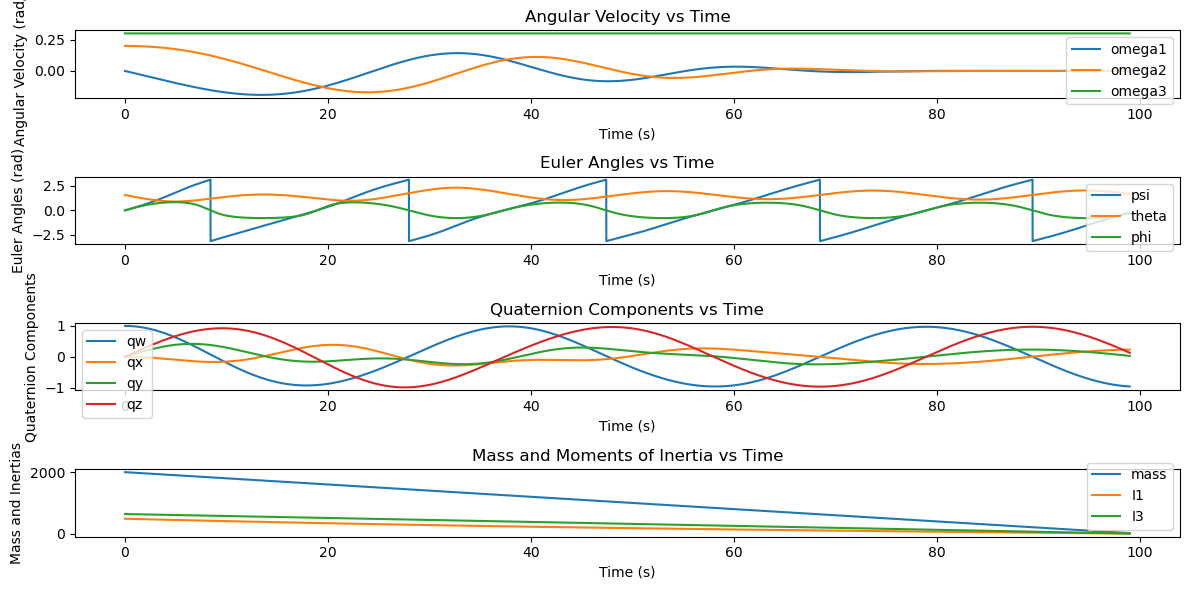 Angular Velocity vs Time
Angular Velocity (rad/
0.25
0.00
omega1
omega2
omega3
0
20
40
60
80
100
Time (s)
Euler Angles vs Time
Euler Angles (rad)
2.5
0.0
−2.5
psi
theta
phi
0
20
40
60
80
100
Time (s)
Quaternion Components vs Time
Quaternion Components
1
0
−1
qw
qx
qy
qz
0
20
40
60
80
100
Time (s)
Mass and Moments of Inertia vs Time
Mass and Inertias
2000
0
mass
I1
I3
0
20
40
60
80
100
Time (s)